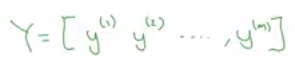 Y = [ y⁽¹⁾ y⁽²⁾ ...., y⁽ᵐ⁾]